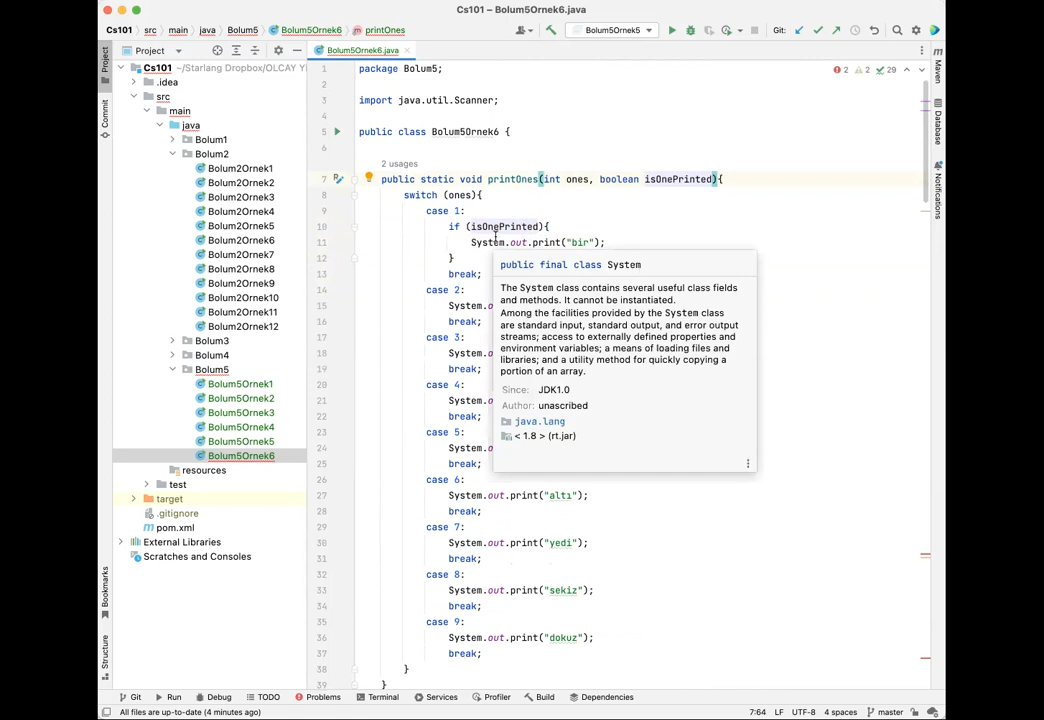 Cs101 – Bolum5Ornek6.java
Cs101 src main java Bolum5 Bolum5Ornek6 printOnes
Bolum5Ornek5
Git:
Project
Bolum5Ornek6.java
Cs101 ~/Starlang Dropbox/OLCAY
.idea
src
main
java
Bolum1
Bolum2
Bolum2Ornek1
Bolum2Ornek2
Bolum2Ornek3
Bolum2Ornek4
Bolum2Ornek5
Bolum2Ornek6
Bolum2Ornek7
Bolum2Ornek8
Bolum2Ornek9
Bolum2Ornek10
Bolum2Ornek11
Bolum2Ornek12
Bolum3
Bolum4
Bolum5
Bolum5Ornek1
Bolum5Ornek2
Bolum5Ornek3
Bolum5Ornek4
Bolum5Ornek5
Bolum5Ornek6
resources
test
target
.gitignore
pom.xml
External Libraries
Scratches and Consoles
Project
Commit
Bookmarks
Structure
1 package Bolum5;
2
3 import java.util.Scanner;
4
5 public class Bolum5Ornek6 {
6
2 usages
7 public static void printOnes(int ones, boolean isOnePrinted){
8 switch (ones){
9 case 1:
10 if (isOnePrinted){
11 System.out.print("bir");
12 }
13 break;
14 case 2:
15 System.o
16 break;
17 case 3:
18 System.o
19 break;
20 case 4:
21 System.o
22 break;
23 case 5:
24 System.o
25 break;
26 case 6:
27 System.out.print("altı");
28 break;
29 case 7:
30 System.out.print("yedi");
31 break;
32 case 8:
33 System.out.print("sekiz");
34 break;
35 case 9:
36 System.out.print("dokuz");
37 break;
38 }
39 }
2 2 29
public final class System
The System class contains several useful class fields
and methods. It cannot be instantiated.
Among the facilities provided by the System class
are standard input, standard output, and error output
streams; access to externally defined properties and
environment variables; a means of loading files and
libraries; and a utility method for quickly copying a
portion of an array.
Since: JDK1.0
Author: unascribed
java.lang
< 1.8 > (rt.jar)
Maven
Database
Notifications
Git Run Debug TODO Problems Terminal Services Profiler Build Dependencies
All files are up-to-date (4 minutes ago)
7:64 LF UTF-8 4 spaces master